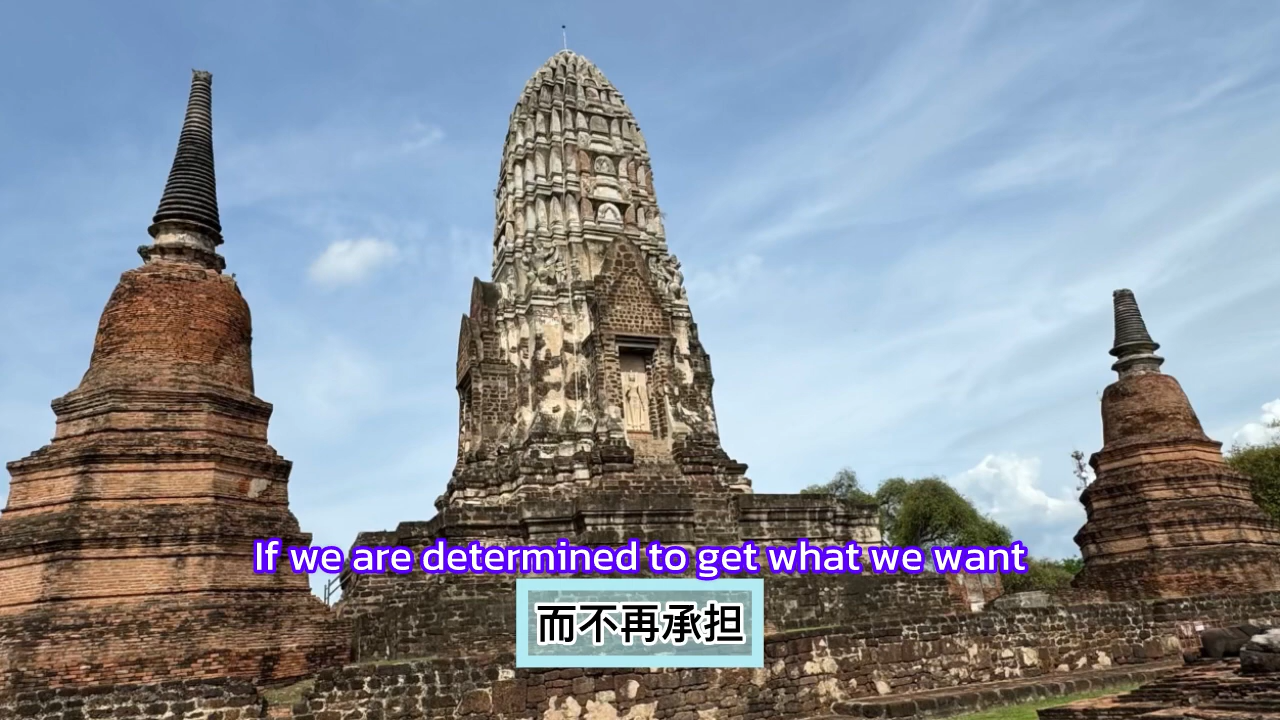 If we are determined to get what we want
而不再承担